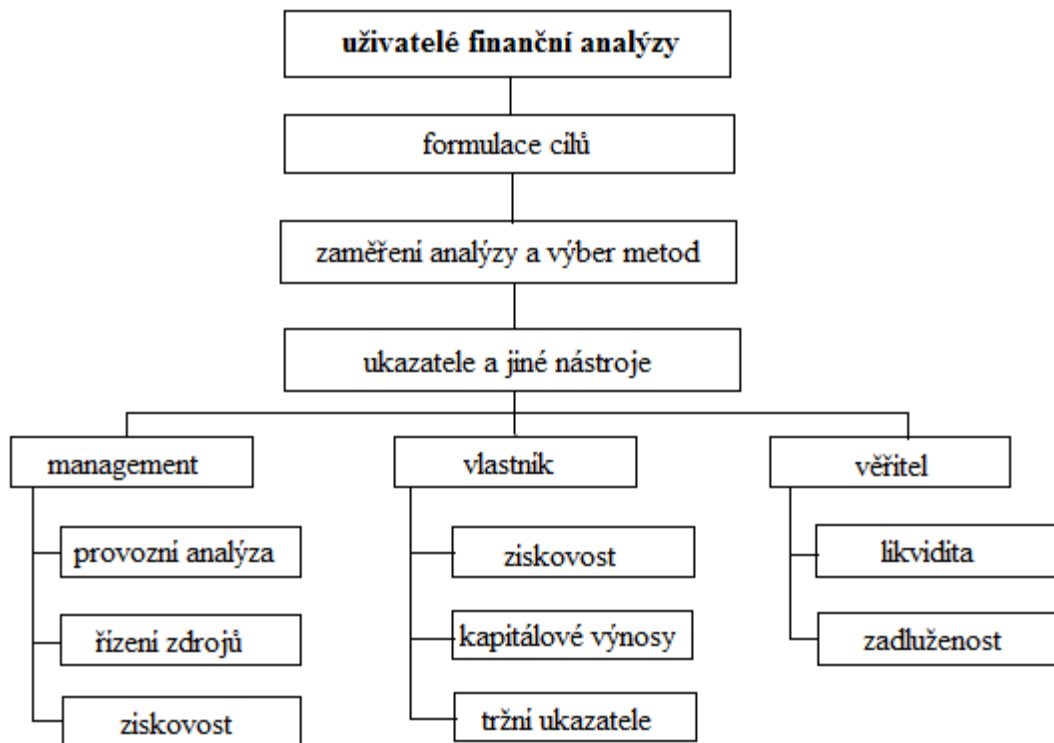 uživatelé finanční analýzy
formulace cílů
zaměření analýzy a výber metod
ukazatele a jiné nástroje
management
provozní analýza
řízení zdrojů
ziskovost
vlastník
ziskovost
kapitálové výnosy
tržní ukazatele
věřitel
likvidita
zadluženost